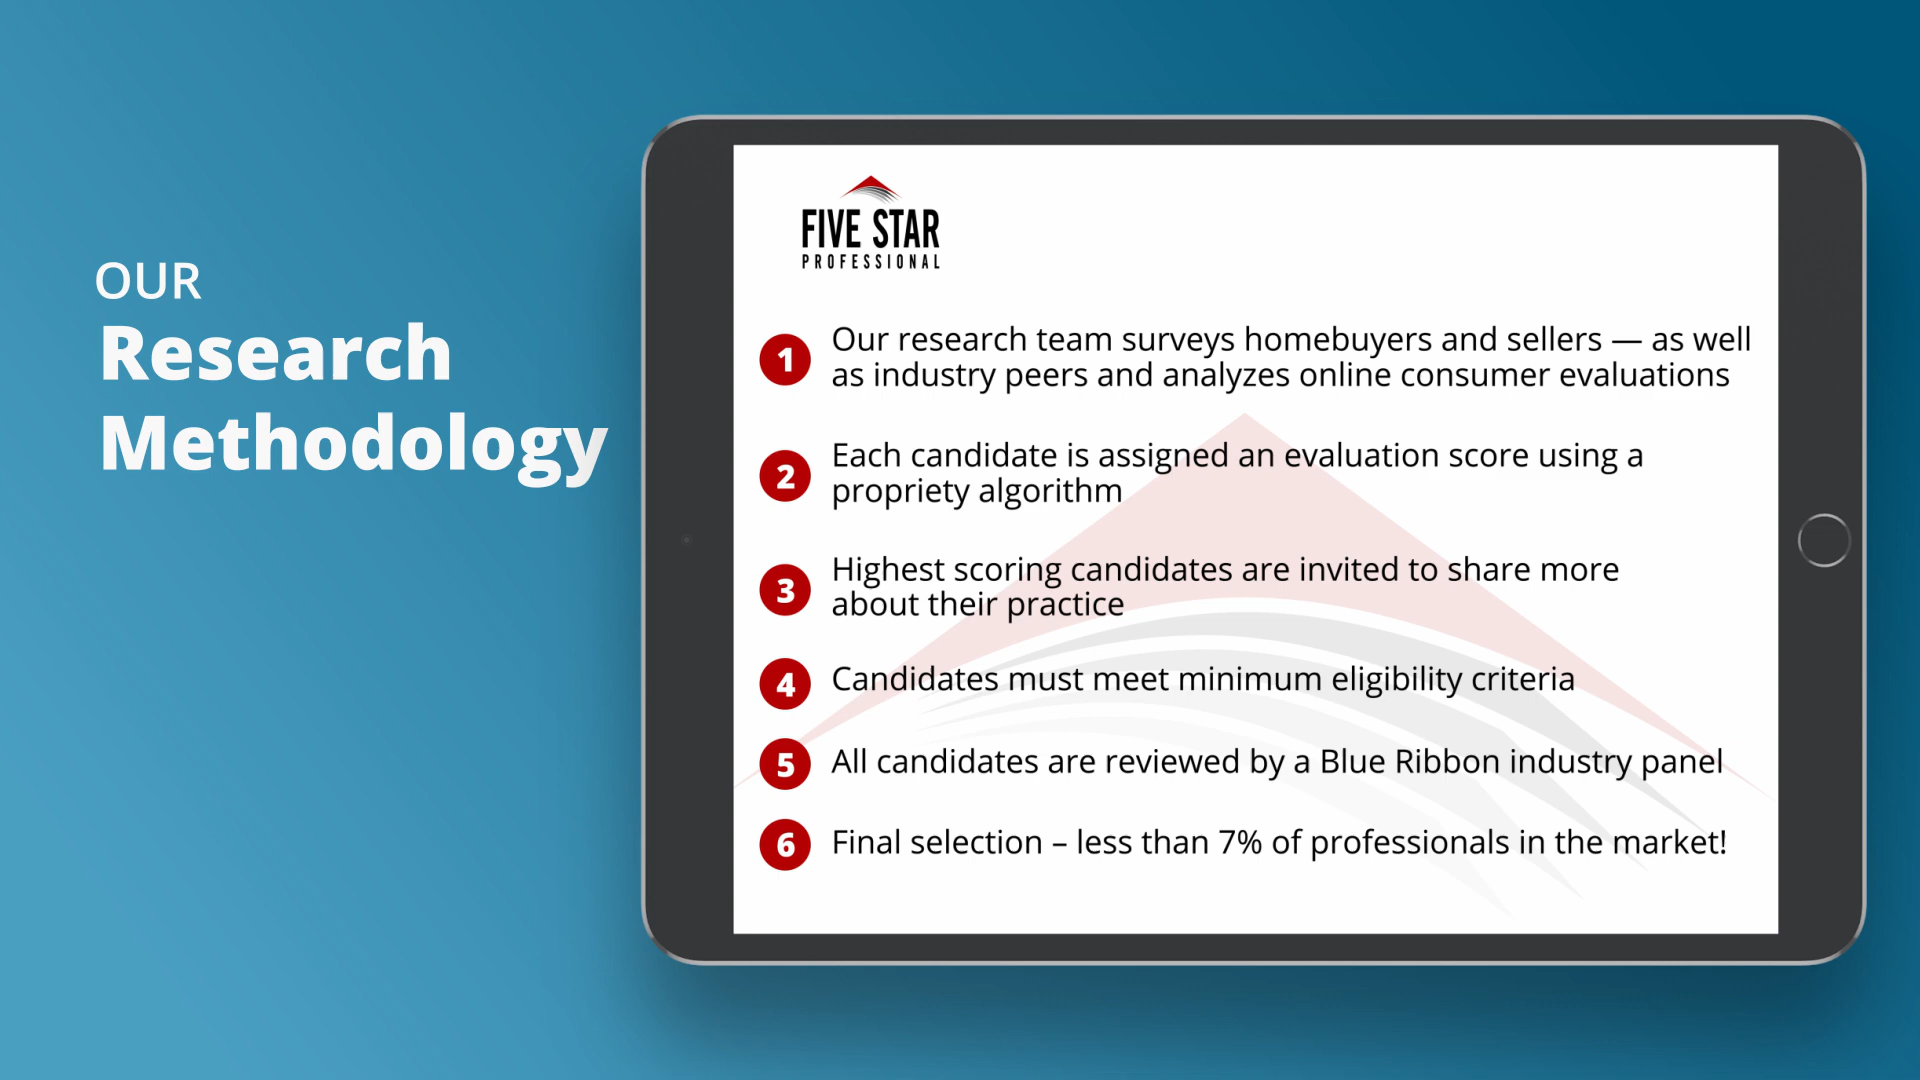 OUR
Research
Methodology
FIVE STAR
PROFESSIONAL
1 Our research team surveys homebuyers and sellers — as well
as industry peers and analyzes online consumer evaluations
2 Each candidate is assigned an evaluation score using a
propriety algorithm
3 Highest scoring candidates are invited to share more
about their practice
4 Candidates must meet minimum eligibility criteria
5 All candidates are reviewed by a Blue Ribbon industry panel
6 Final selection – less than 7% of professionals in the market!